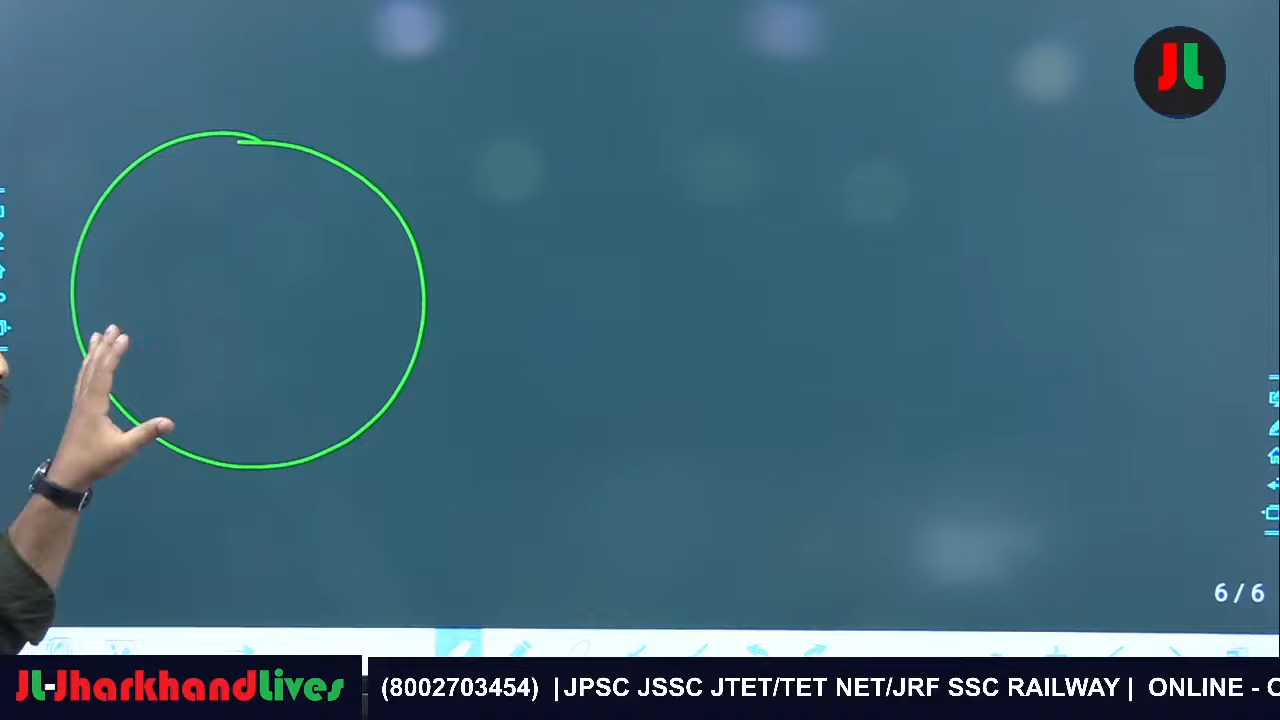 JL
6 / 6
JL-JharkhandLives
(8002703454) | JPSC JSSC JTET/TET NET/JRF SSC RAILWAY | ONLINE -